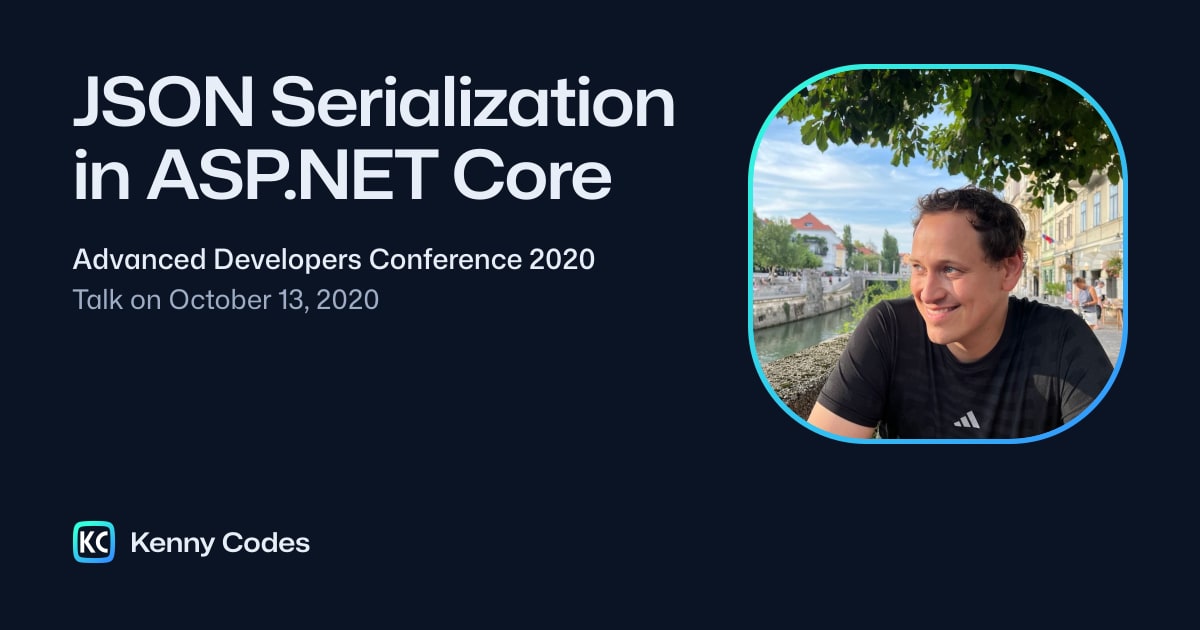 JSON Serialization
in ASP.NET Core
Advanced Developers Conference 2020
Talk on October 13, 2020
KC Kenny Codes